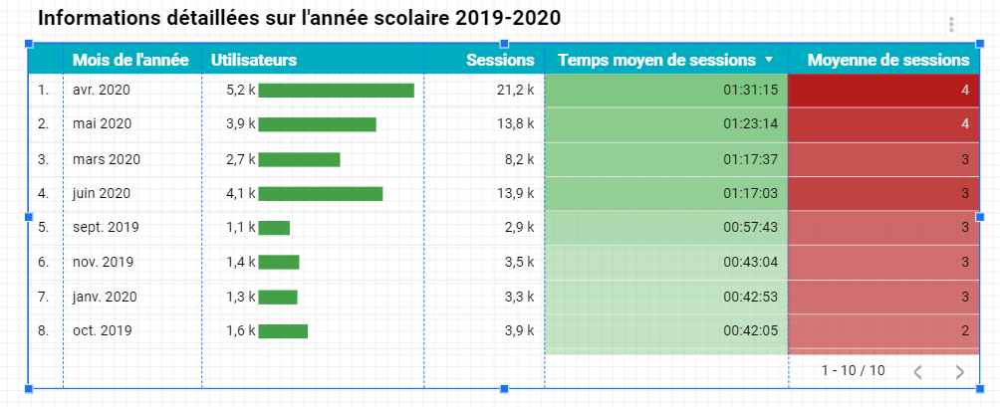 Informations détaillées sur l'année scolaire 2019-2020
Mois de l'année Utilisateurs Sessions Temps moyen de sessions Moyenne de sessions
1. avr. 2020 5,2 k 21,2 k 01:31:15 4
2. mai 2020 3,9 k 13,8 k 01:23:14 4
3. mars 2020 2,7 k 8,2 k 01:17:37 3
4. juin 2020 4,1 k 13,9 k 01:17:03 3
5. sept. 2019 1,1 k 2,9 k 00:57:43 3
6. nov. 2019 1,4 k 3,5 k 00:43:04 3
7. janv. 2020 1,3 k 3,3 k 00:42:53 3
8. oct. 2019 1,6 k 3,9 k 00:42:05 2
1 - 10 / 10